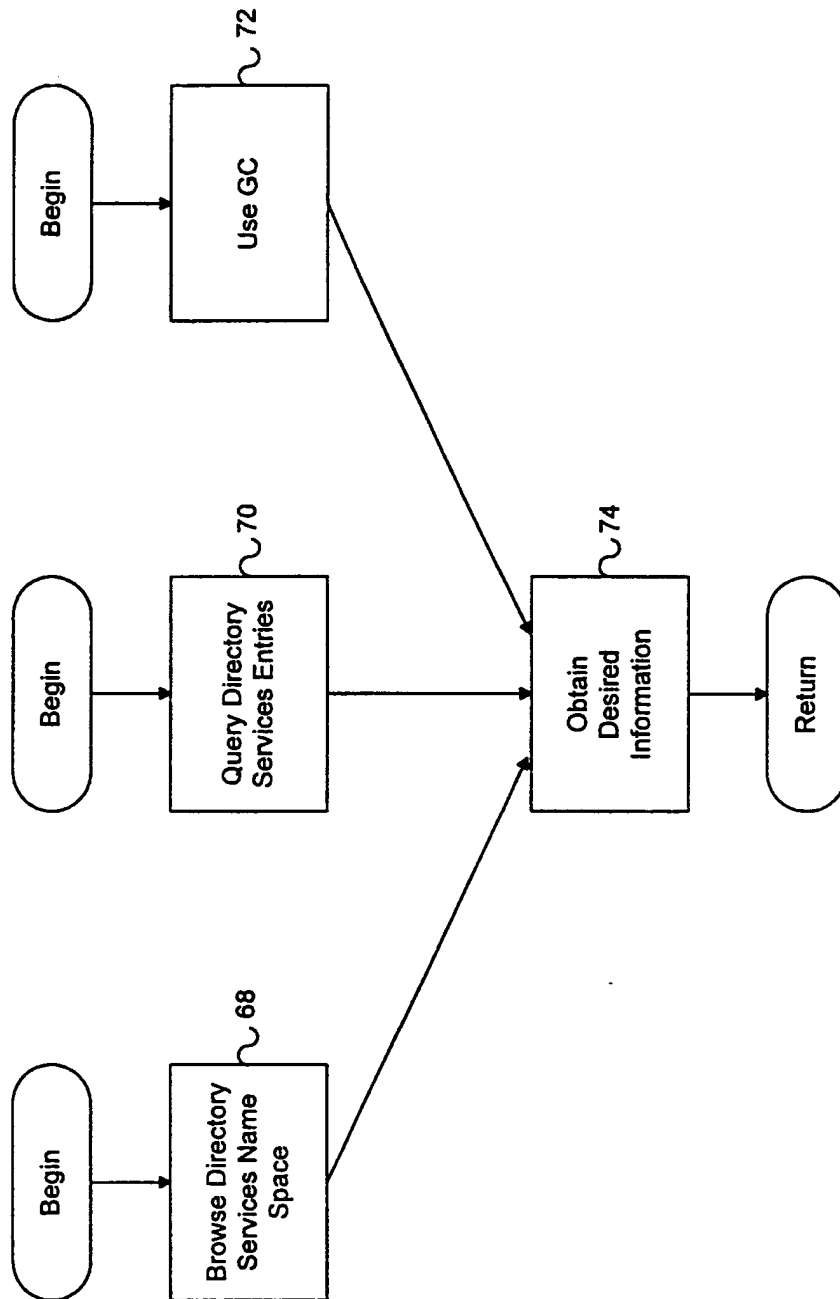 Begin
Begin
Begin
Browse Directory
Services Name
Space
68
Query Directory
Services Entries
70
Use GC
72
Obtain
Desired
Information
74
Return